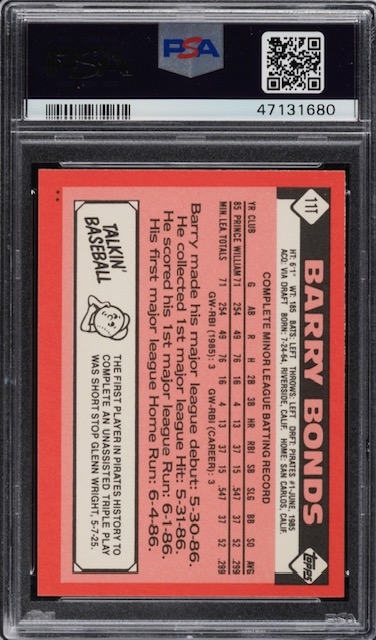 PSA
47131680
11T
BARRY BONDS
topps
HT: 6'1" WT: 185 BATS: LEFT THROWS: LEFT DRFT: PIRATES #1-JUNE, 1985
ACQ: VIA DRAFT BORN: 7-24-64, RIVERSIDE, CALIF. HOME: SAN CARLOS, CALIF.
COMPLETE MINOR LEAGUE BATTING RECORD
YR CLUB G AB R H 2B 3B HR RBI SB SLG BB SO AVG
85 PRINCE WILLIAM 71 254 49 76 16 4 13 37 15 .547 37 52 .299
MIN. LEA. TOTALS 71 254 49 76 16 4 13 37 15 .547 37 52 .299
GW-RBI (1985): 3 GW-RBI (CAREER): 3
Barry made his major league debut: 5-30-86.
He collected 1st major league Hit: 5-31-86.
He scored his 1st major league Run: 6-1-86.
His first major league Home Run: 6-4-86.
TALKIN'
BASEBALL
THE FIRST PLAYER IN PIRATES HISTORY TO
COMPLETE AN UNASSISTED TRIPLE PLAY
WAS SHORT STOP GLENN WRIGHT, 5-7-25.
**